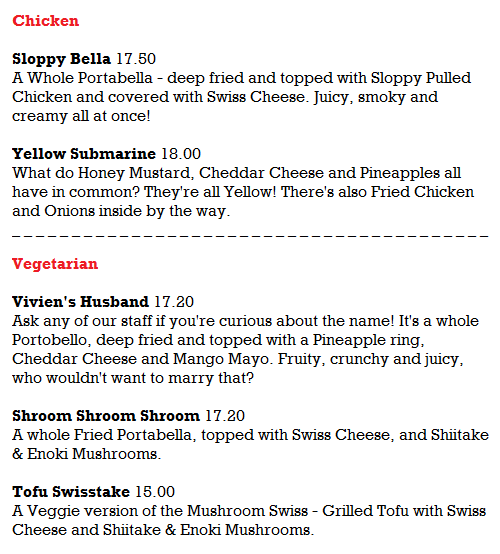 Chicken
Sloppy Bella 17.50
A Whole Portabella - deep fried and topped with Sloppy Pulled
Chicken and covered with Swiss Cheese. Juicy, smoky and
creamy all at once!
Yellow Submarine 18.00
What do Honey Mustard, Cheddar Cheese and Pineapples all
have in common? They're all Yellow! There's also Fried Chicken
and Onions inside by the way.
Vegetarian
Vivien's Husband 17.20
Ask any of our staff if you're curious about the name! It's a whole
Portobello, deep fried and topped with a Pineapple ring,
Cheddar Cheese and Mango Mayo. Fruity, crunchy and juicy,
who wouldn't want to marry that?
Shroom Shroom Shroom 17.20
A whole Fried Portabella, topped with Swiss Cheese, and Shiitake
& Enoki Mushrooms.
Tofu Swisstake 15.00
A Veggie version of the Mushroom Swiss - Grilled Tofu with Swiss
Cheese and Shiitake & Enoki Mushrooms.